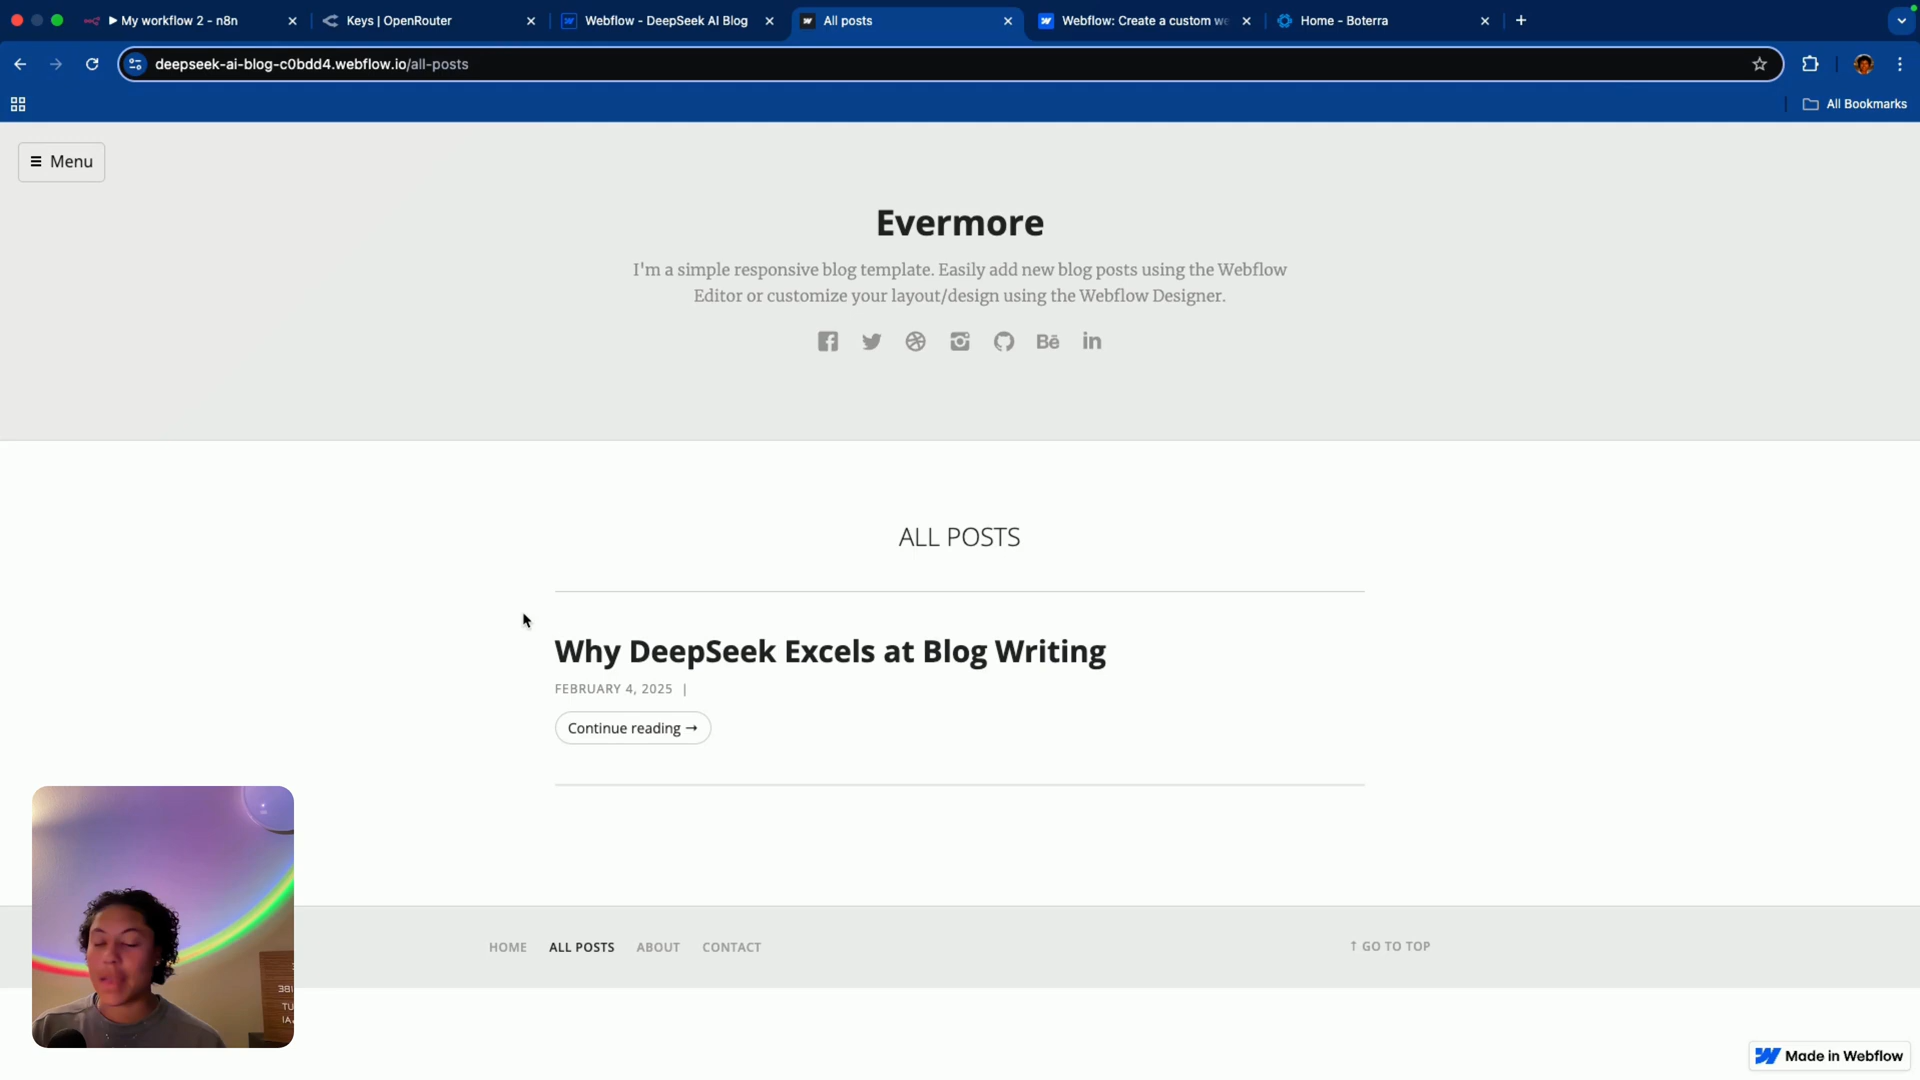 My workflow 2 - n8n
Keys | OpenRouter
Webflow - DeepSeek AI Blog
All posts
Webflow: Create a custom we
Home - Boterra
deepseek-ai-blog-c0bdd4.webflow.io/all-posts
All Bookmarks
Menu
Evermore
I'm a simple responsive blog template. Easily add new blog posts using the Webflow
Editor or customize your layout/design using the Webflow Designer.
ALL POSTS
Why DeepSeek Excels at Blog Writing
FEBRUARY 4, 2025 |
Continue reading →
HOME ALL POSTS ABOUT CONTACT
↑ GO TO TOP
Made in Webflow